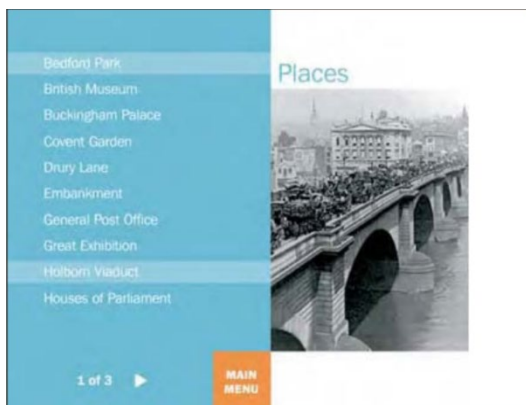 Bedford Park
British Museum
Buckingham Palace
Covent Garden
Drury Lane
Embankment
General Post Office
Great Exhibition
Holborn Viaduct
Houses of Parliament
1 of 3
MAIN
MENU
Places